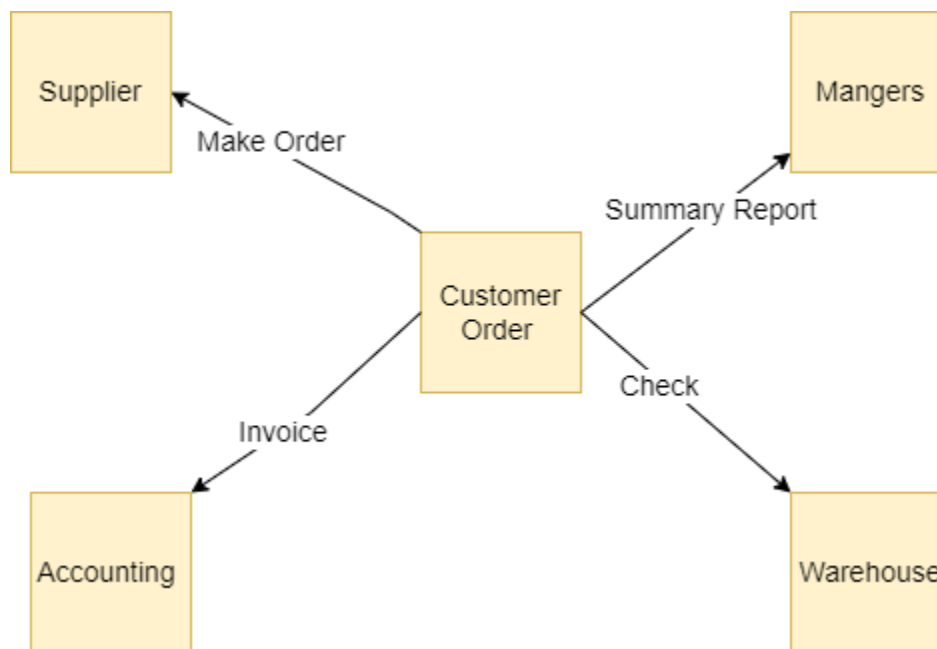 Supplier
Mangers
Make Order
Summary Report
Customer
Order
Check
Invoice
Accounting
Warehouse